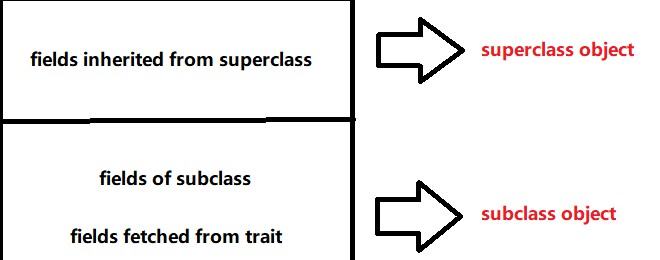 fields inherited from superclass
superclass object
fields of subclass
subclass object
fields fetched from trait